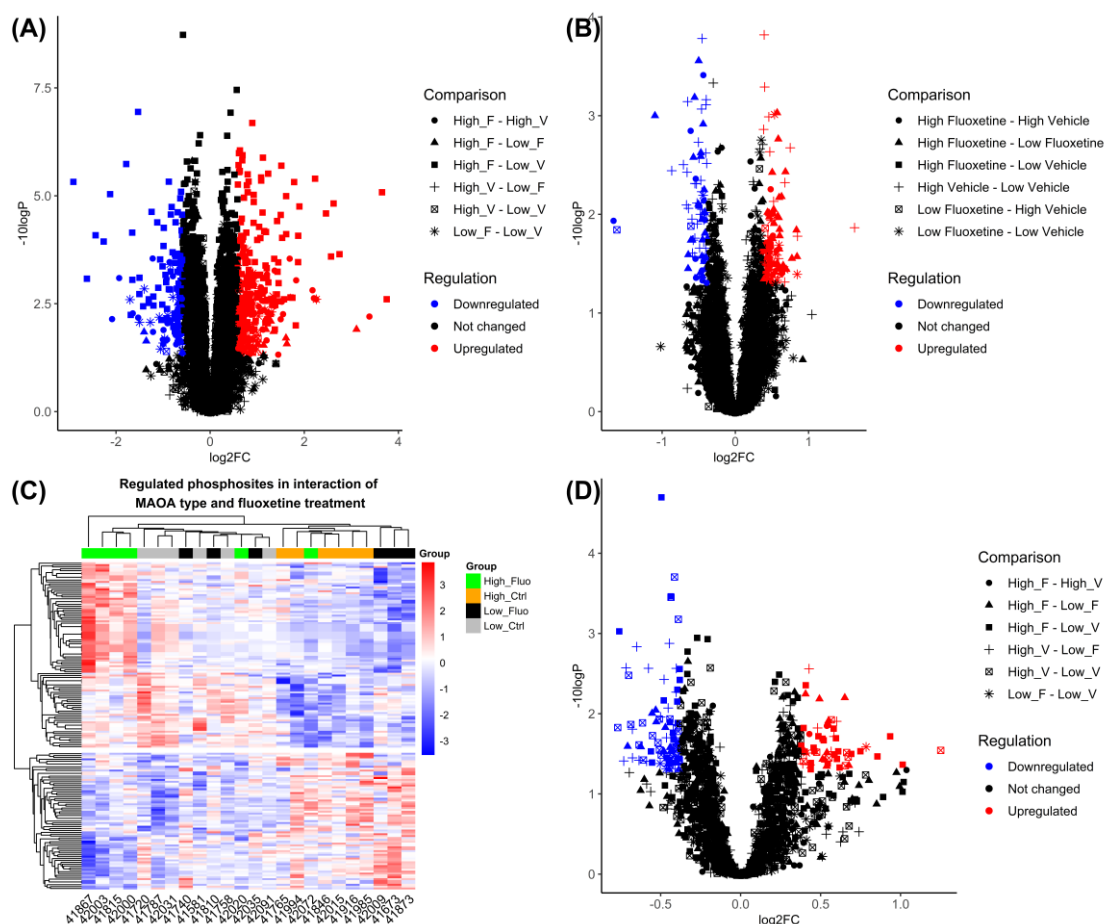 (A)
7.5
5.0
2.5
0.0
-10logP
-2
0
2
4
log2FC
Comparison
High_F - High_V
High_F - Low_F
High_F - Low_V
High_V - Low_F
High_V - Low_V
Low_F - Low_V
Regulation
Downregulated
Not changed
Upregulated
(B)
4
3
2
1
0
-10logP
-1
0
1
log2FC
Comparison
High Fluoxetine - High Vehicle
High Fluoxetine - Low Fluoxetine
High Fluoxetine - Low Vehicle
High Vehicle - Low Vehicle
Low Fluoxetine - High Vehicle
Low Fluoxetine - Low Vehicle
Regulation
Downregulated
Not changed
Upregulated
(C)
Regulated phosphosites in interaction of
MAOA type and fluoxetine treatment
Group
Group
High_Fluo
High_Ctrl
Low_Fluo
Low_Ctrl
3
2
1
0
-1
-2
-3
41867
42003
41815
42000
(D)
4
3
2
1
0
-10logP
-0.5
0.0
0.5
1.0
log2FC
Comparison
High_F - High_V
High_F - Low_F
High_F - Low_V
High_V - Low_F
High_V - Low_V
Low_F - Low_V
Regulation
Downregulated
Not changed
Upregulated